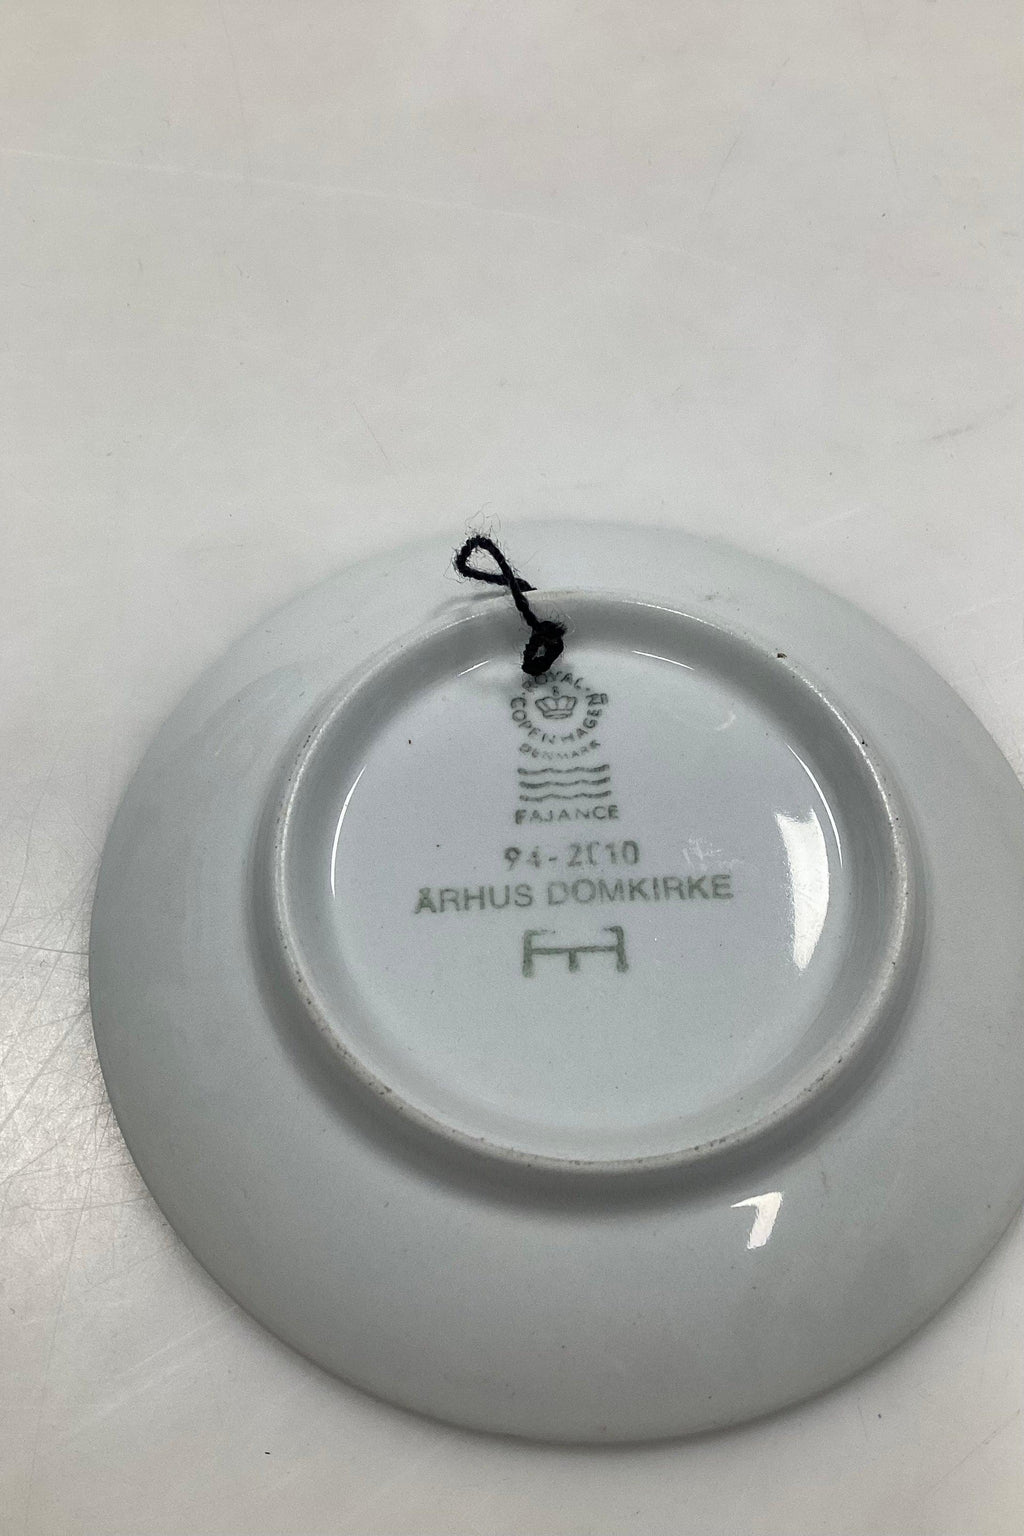 ROYAL COPENHAGEN
DENMARK
FAJANCE
94-2010
ÅRHUS DOMKIRKE